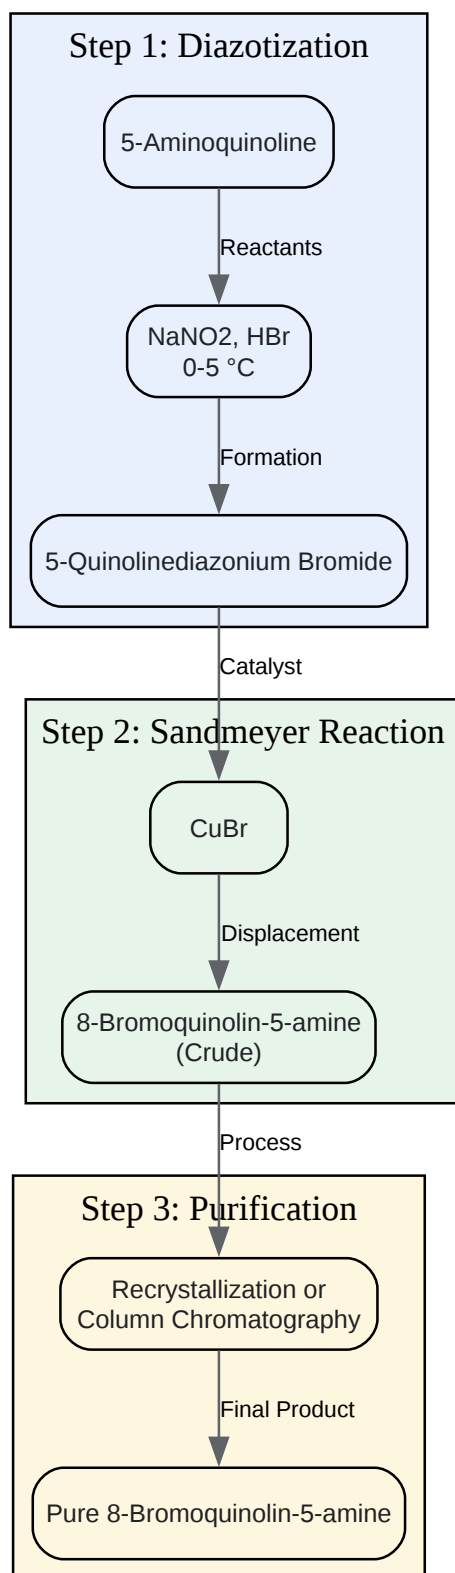 Step 1: Diazotization
5-Aminoquinoline
Reactants
NaNO2, HBr
0-5 °C
Formation
5-Quinolinediazonium Bromide
Catalyst
Step 2: Sandmeyer Reaction
CuBr
Displacement
8-Bromoquinolin-5-amine
(Crude)
Process
Step 3: Purification
Recrystallization or
Column Chromatography
Final Product
Pure 8-Bromoquinolin-5-amine